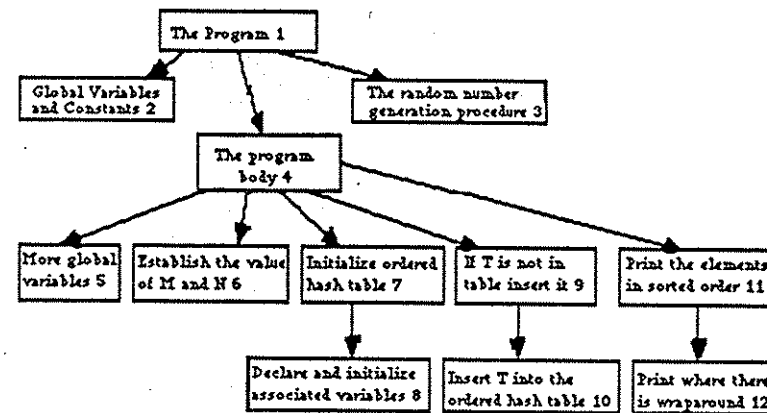 The Program 1
Global Variables
and Constants 2
The random number
generation procedure 3
The program
body 4
More global
variables 5
Establish the value
of M and N 6
Initialize ordered
hash table 7
If T is not in
table insert it 9
Print the elements
in sorted order 11
Declare and initialize
associated variables 8
Insert T into the
ordered hash table 10
Print where there
is wraparound 12